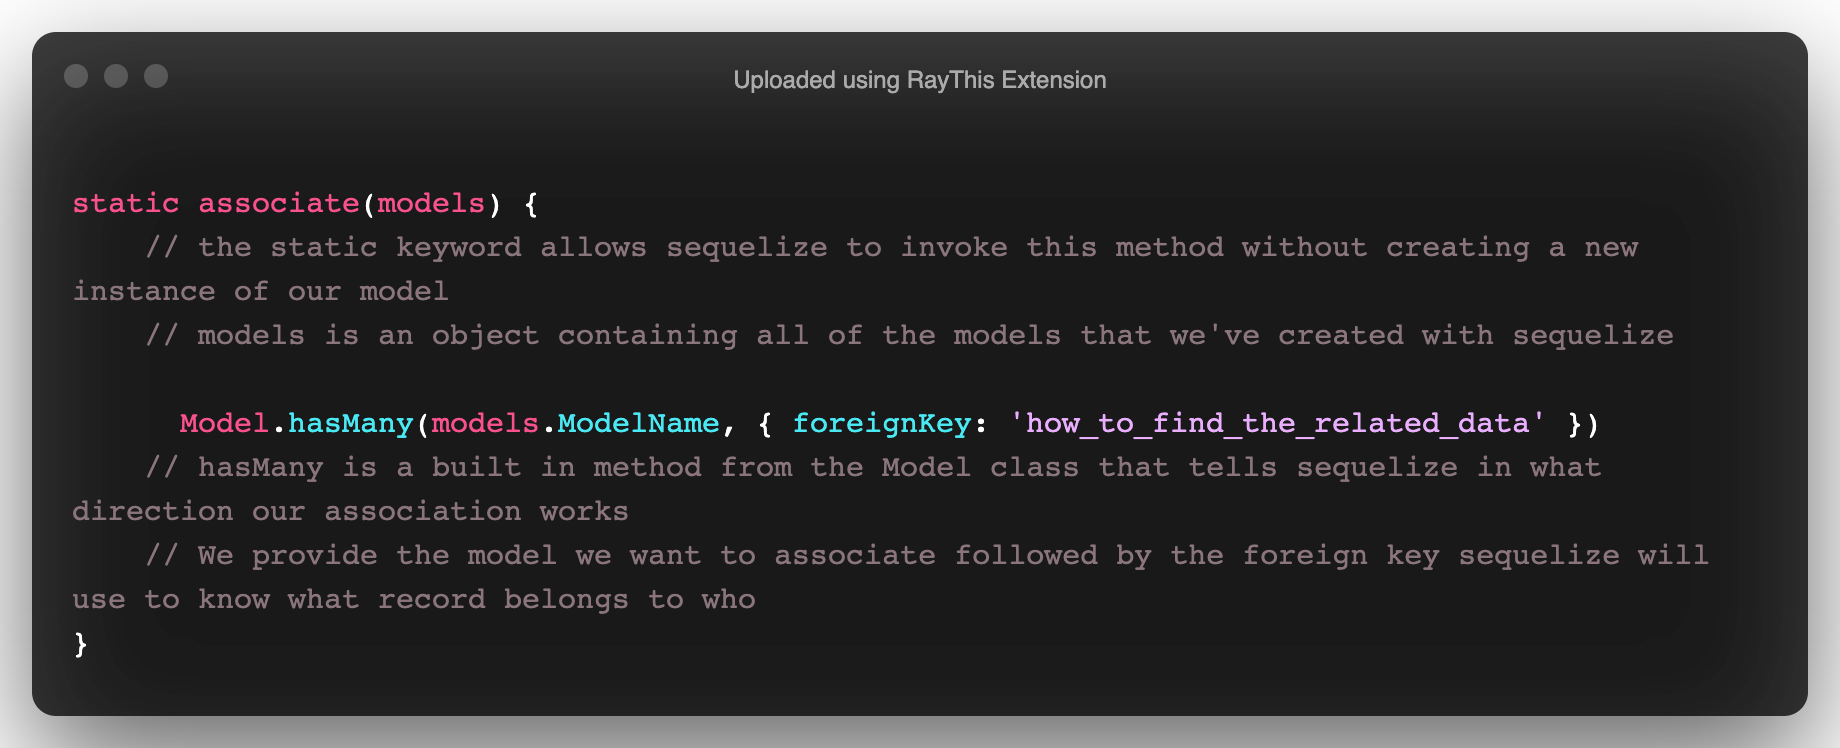 Uploaded using RayThis Extension
static associate(models) {
    // the static keyword allows sequelize to invoke this method without creating a new
instance of our model
    // models is an object containing all of the models that we've created with sequelize
      Model.hasMany(models.ModelName, { foreignKey: 'how_to_find_the_related_data' })
    // hasMany is a built in method from the Model class that tells sequelize in what
direction our association works
    // We provide the model we want to associate followed by the foreign key sequelize will
use to know what record belongs to who
}